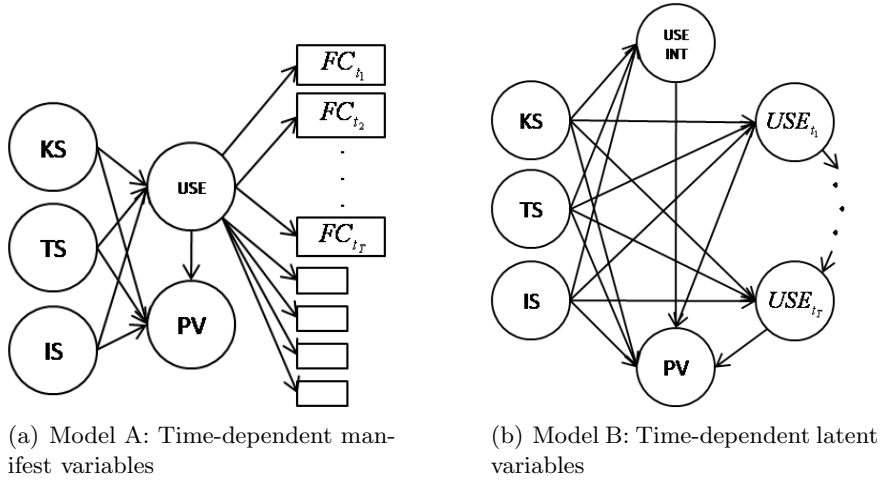 KS
TS
IS
USE
PV
FC_{t_1}
FC_{t_2}
FC_{t_T}
(a) Model A: Time-dependent man-
ifest variables
USE
INT
KS
TS
IS
USE_{t_1}
USE_{t_T}
PV
(b) Model B: Time-dependent latent
variables